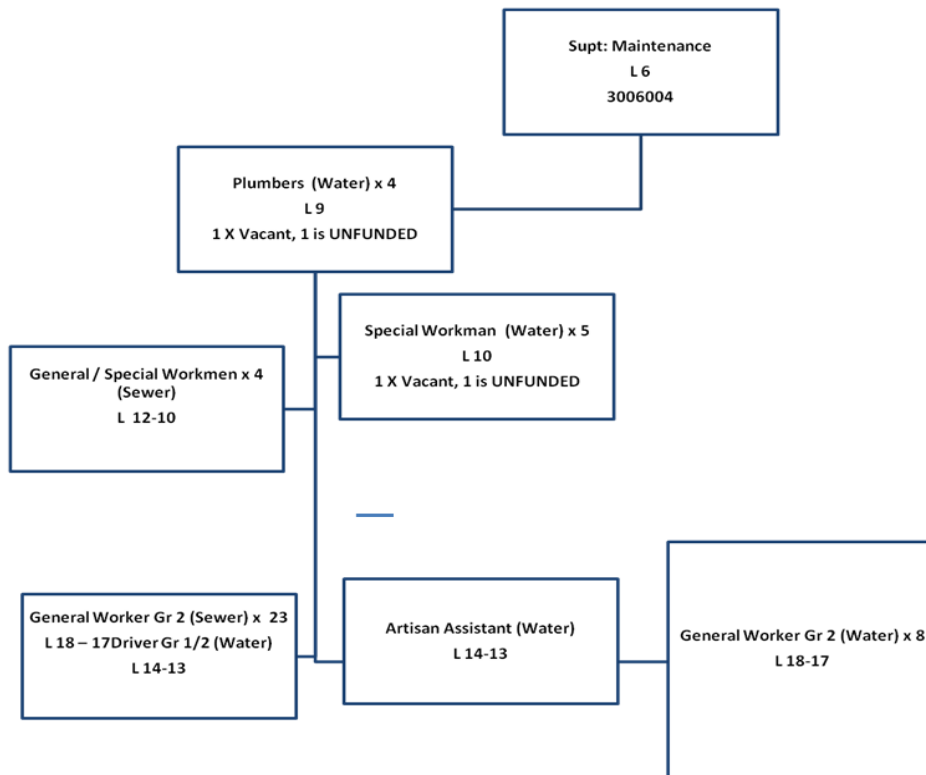 Supt: Maintenance
L 6
3006004
Plumbers (Water) x 4
L 9
1 X Vacant, 1 is UNFUNDED
Special Workman (Water) x 5
L 10
1 X Vacant, 1 is UNFUNDED
General / Special Workmen x 4
(Sewer)
L 12-10
General Worker Gr 2 (Sewer) x 23
L 18 – 17Driver Gr 1/2 (Water)
L 14-13
Artisan Assistant (Water)
L 14-13
General Worker Gr 2 (Water) x 8
L 18-17